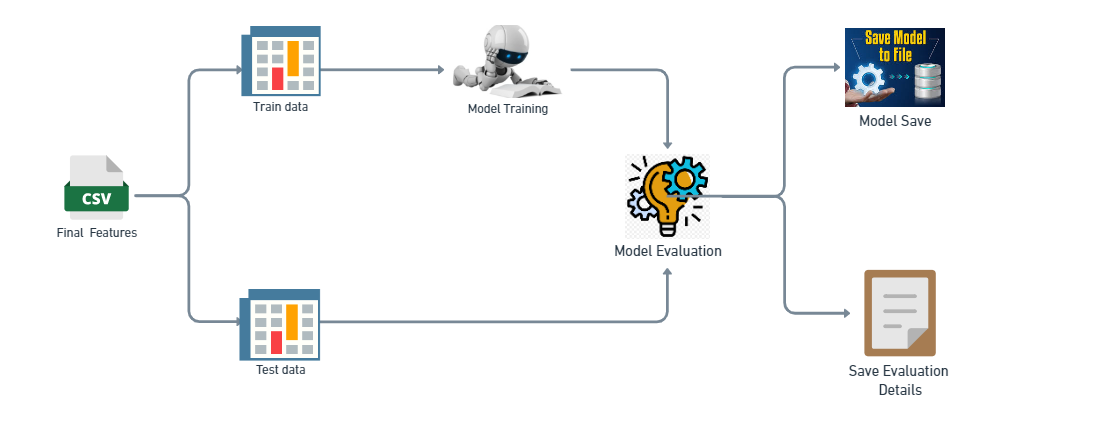 Save Model
to File
Train data
Model Training
Model Save
CSV
Final Features
Model Evaluation
Test data
Save Evaluation
Details